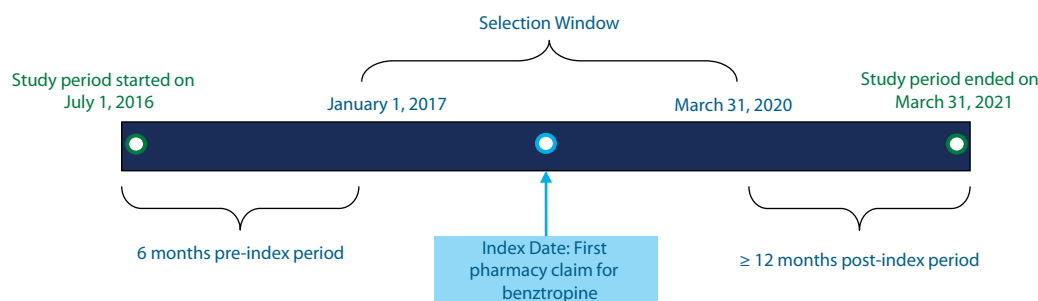 Selection Window
Study period started on
July 1, 2016
January 1, 2017
March 31, 2020
Study period ended on
March 31, 2021
6 months pre-index period
Index Date: First
pharmacy claim for
benztropine
≥ 12 months post-index period